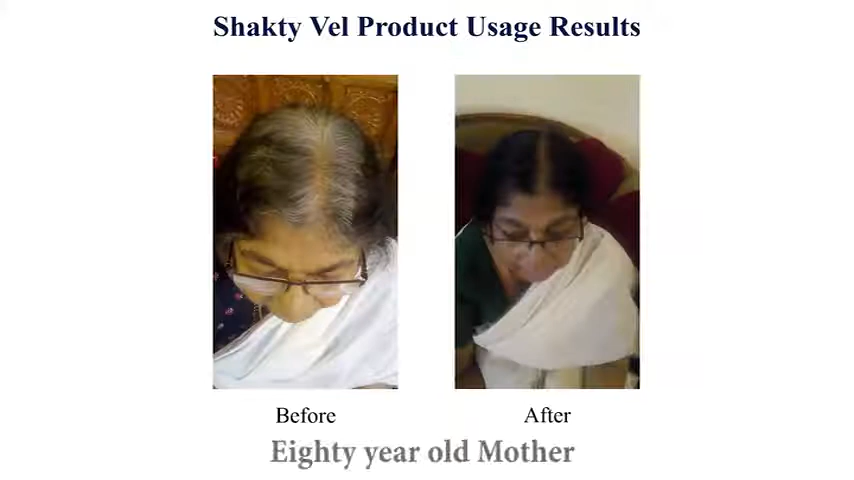 Shakty Vel Product Usage Results
Before
After
Eighty year old Mother